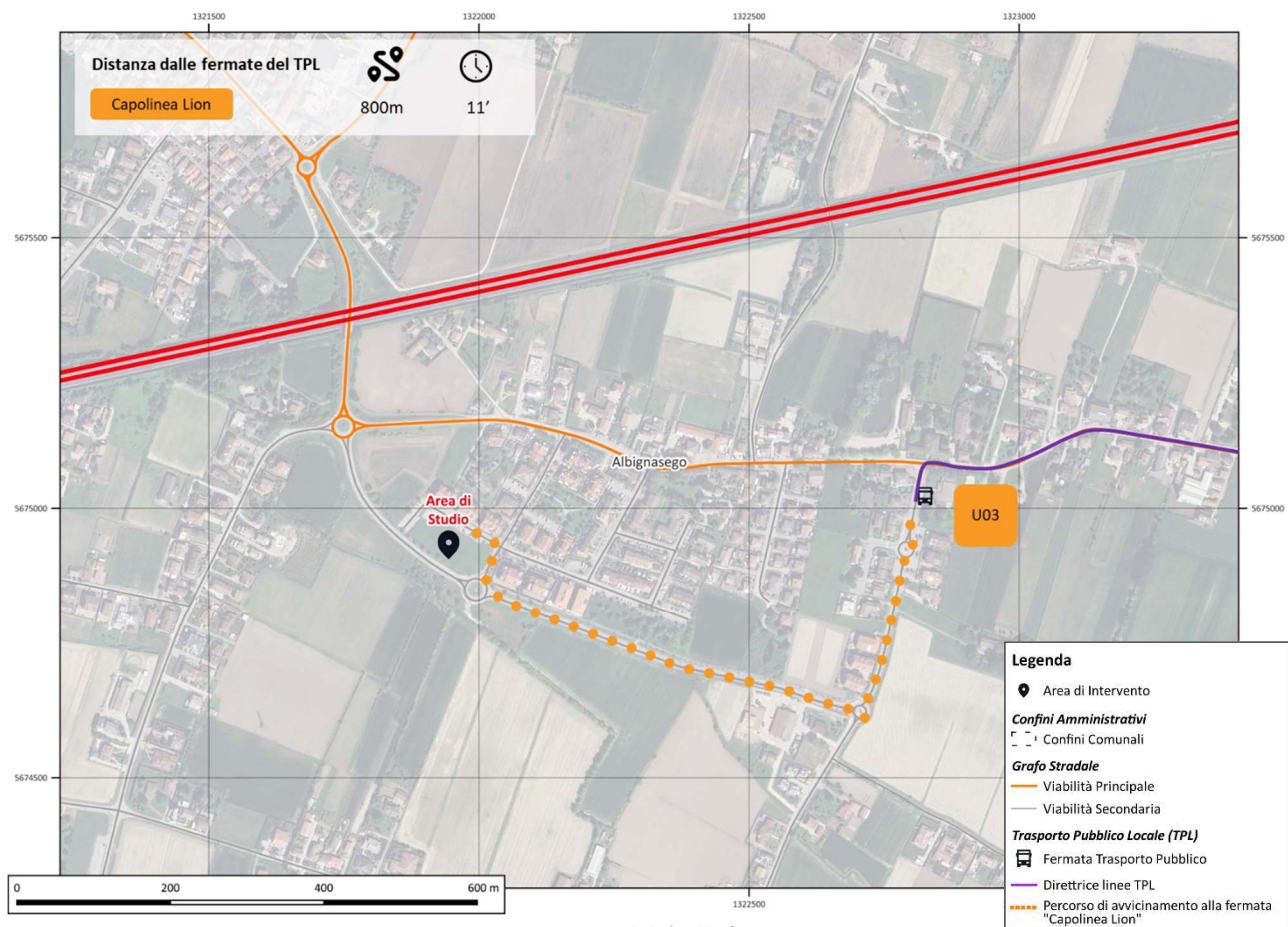 1321500
1322000
1322500
1323000
Distanza dalle fermate del TPL
Capolinea Lion
800m
11’
5675500
5675500
Albignasego
Area di
Studio
U03
5675000
5675000
5674500
Legenda
Area di Intervento
Confini Amministrativi
Confini Comunali
Grafo Stradale
Viabilità Principale
Viabilità Secondaria
Trasporto Pubblico Locale (TPL)
Fermata Trasporto Pubblico
Direttrice linee TPL
Percorso di avvicinamento alla fermata
"Capolinea Lion"
0
200
400
600 m
1322500